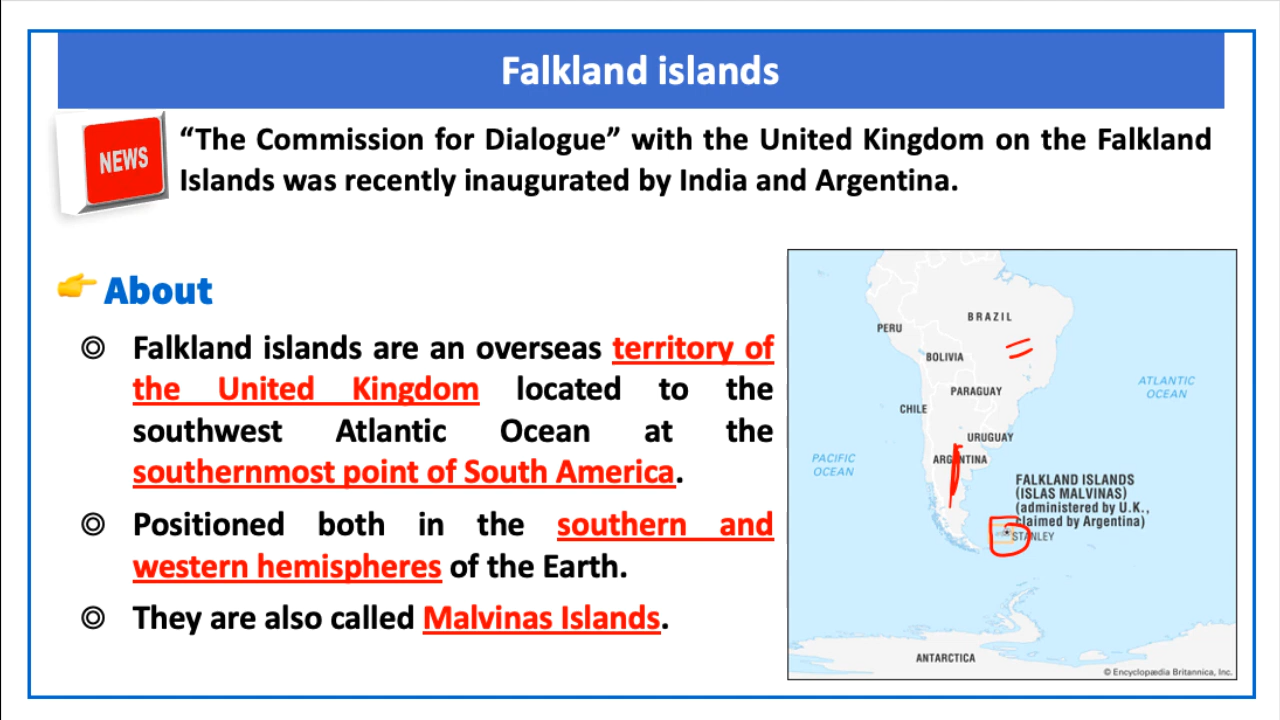 Falkland islands
NEWS
“The Commission for Dialogue” with the United Kingdom on the Falkland
Islands was recently inaugurated by India and Argentina.
About
Falkland islands are an overseas territory of
the United Kingdom located to the
southwest Atlantic Ocean at the
southernmost point of South America.
Positioned both in the southern and
western hemispheres of the Earth.
They are also called Malvinas Islands.
BRAZIL
PERU
BOLIVIA
PARAGUAY
CHILE
URUGUAY
ARGENTINA
ATLANTIC
OCEAN
PACIFIC
OCEAN
FALKLAND ISLANDS
(ISLAS MALVINAS)
(administered by U.K.,
claimed by Argentina)
STANLEY
ANTARCTICA
© Encyclopædia Britannica, Inc.